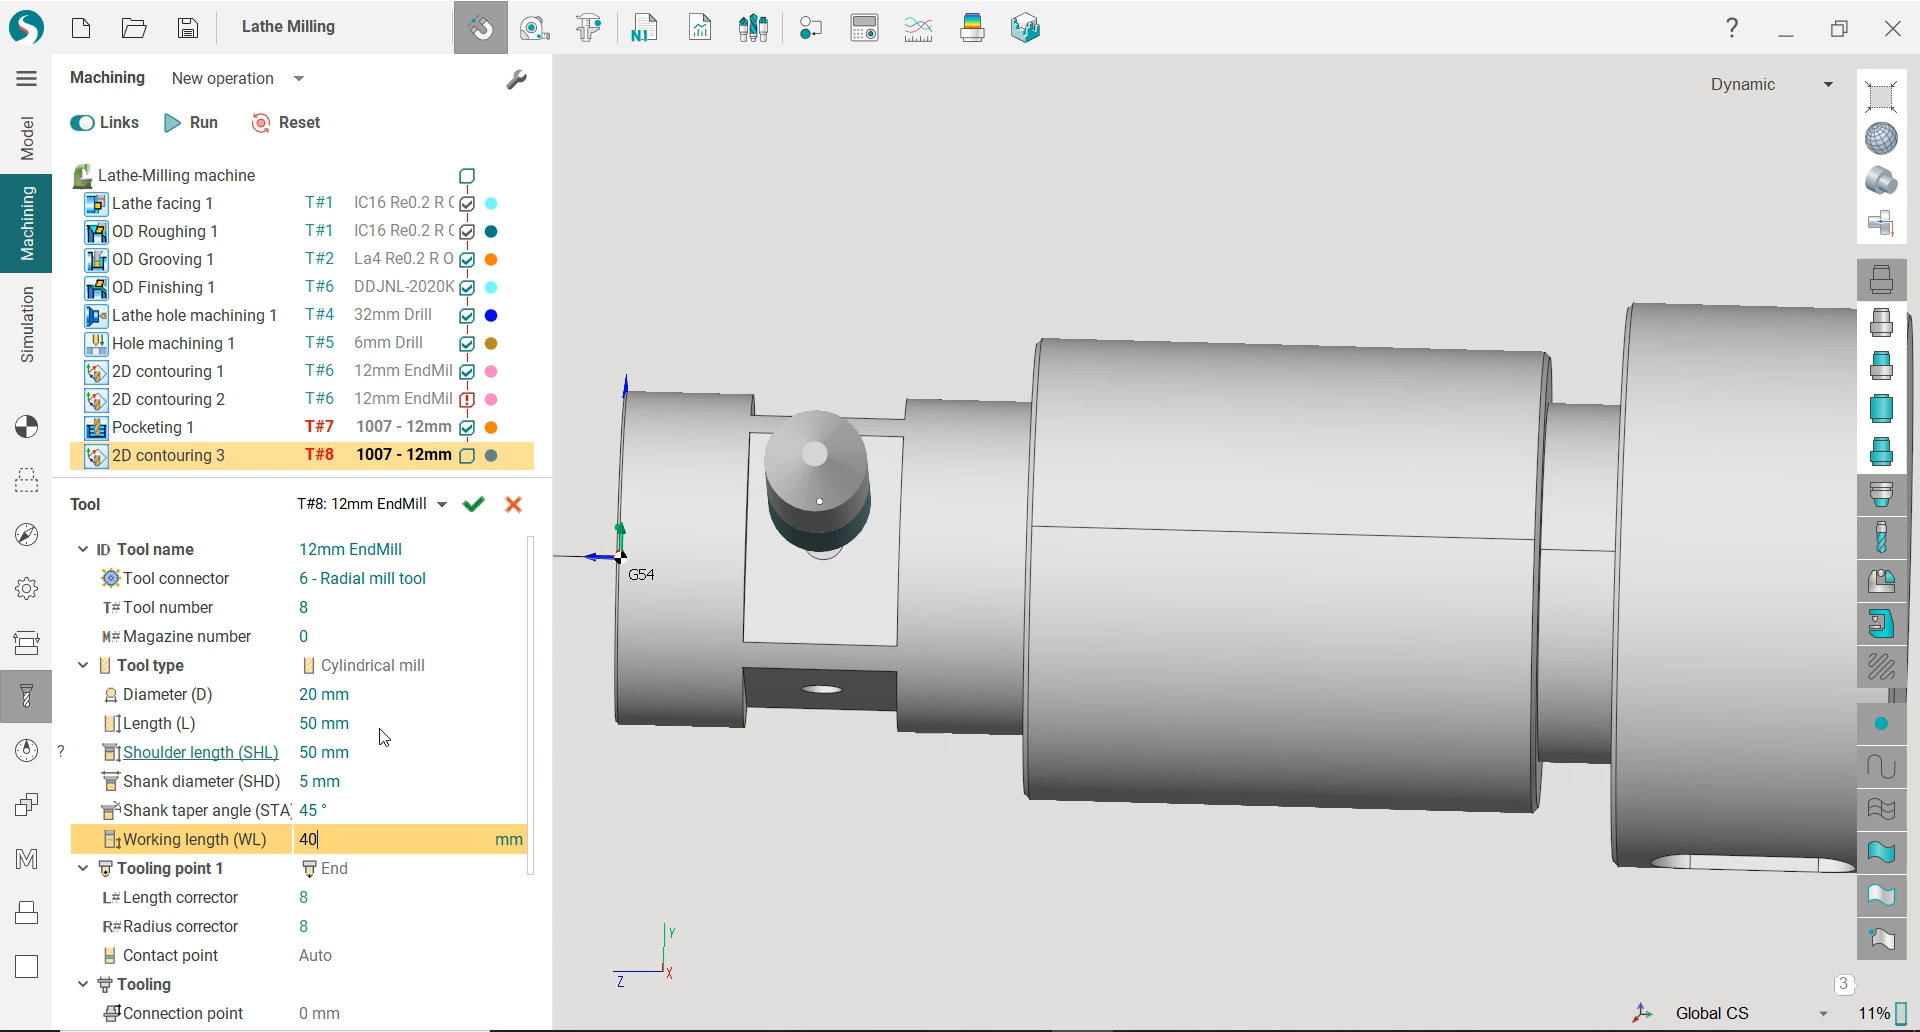 Lathe Milling
N1
?
Machining New operation
Dynamic
Links Run Reset
Model
Machining
Simulation
Lathe-Milling machine
Lathe facing 1 T#1 IC16 Re0.2 R
OD Roughing 1 T#1 IC16 Re0.2 R
OD Grooving 1 T#2 La4 Re0.2 R O
OD Finishing 1 T#6 DDJNL-2020K
Lathe hole machining 1 T#4 32mm Drill
Hole machining 1 T#5 6mm Drill
2D contouring 1 T#6 12mm EndMil
2D contouring 2 T#6 12mm EndMil
Pocketing 1 T#7 1007 - 12mm
2D contouring 3 T#8 1007 - 12mm
Tool T#8: 12mm EndMill
ID Tool name 12mm EndMill
Tool connector 6 - Radial mill tool
T# Tool number 8
M# Magazine number 0
Tool type Cylindrical mill
Diameter (D) 20 mm
Length (L) 50 mm
? Shoulder length (SHL) 50 mm
Shank diameter (SHD) 5 mm
Shank taper angle (STA) 45 °
Working length (WL) 40 mm
Tooling point 1 End
L# Length corrector 8
R# Radius corrector 8
Contact point Auto
Tooling
Connection point 0 mm
G54
Y
Z
X
3
Global CS 11%